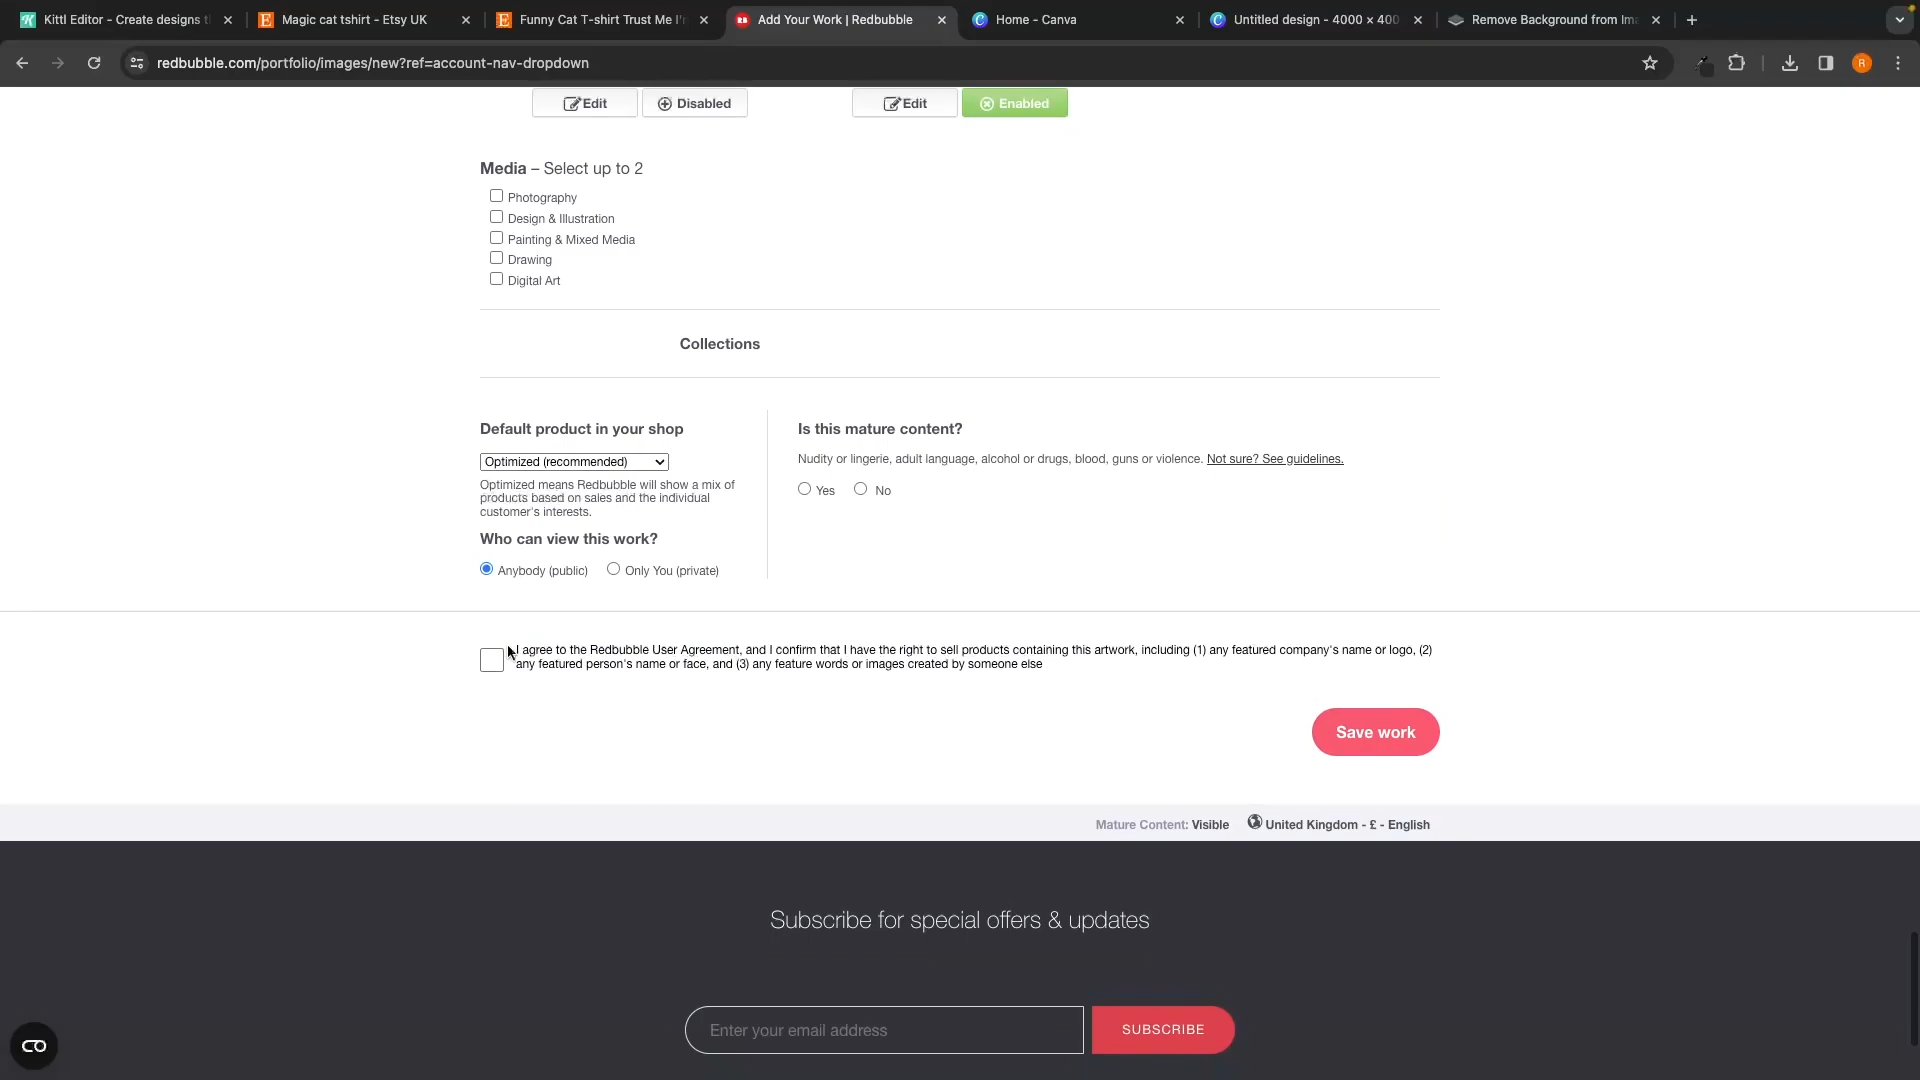 Kittl Editor - Create designs t
Magic cat tshirt - Etsy UK
Funny Cat T-shirt Trust Me I'
Add Your Work | Redbubble
Home - Canva
Untitled design - 4000 × 400
Remove Background from Ima
redbubble.com/portfolio/images/new?ref=account-nav-dropdown
R
Edit
Disabled
Edit
Enabled
Media – Select up to 2
Photography
Design & Illustration
Painting & Mixed Media
Drawing
Digital Art
Collections
Default product in your shop
Optimized (recommended)
Optimized means Redbubble will show a mix of
products based on sales and the individual
customer's interests.
Who can view this work?
Anybody (public)
Only You (private)
Is this mature content?
Nudity or lingerie, adult language, alcohol or drugs, blood, guns or violence. Not sure? See guidelines.
Yes
No
I agree to the Redbubble User Agreement, and I confirm that I have the right to sell products containing this artwork, including (1) any featured company's name or logo, (2)
any featured person's name or face, and (3) any feature words or images created by someone else
Save work
Mature Content: Visible
United Kingdom - £ - English
Subscribe for special offers & updates
Enter your email address
SUBSCRIBE